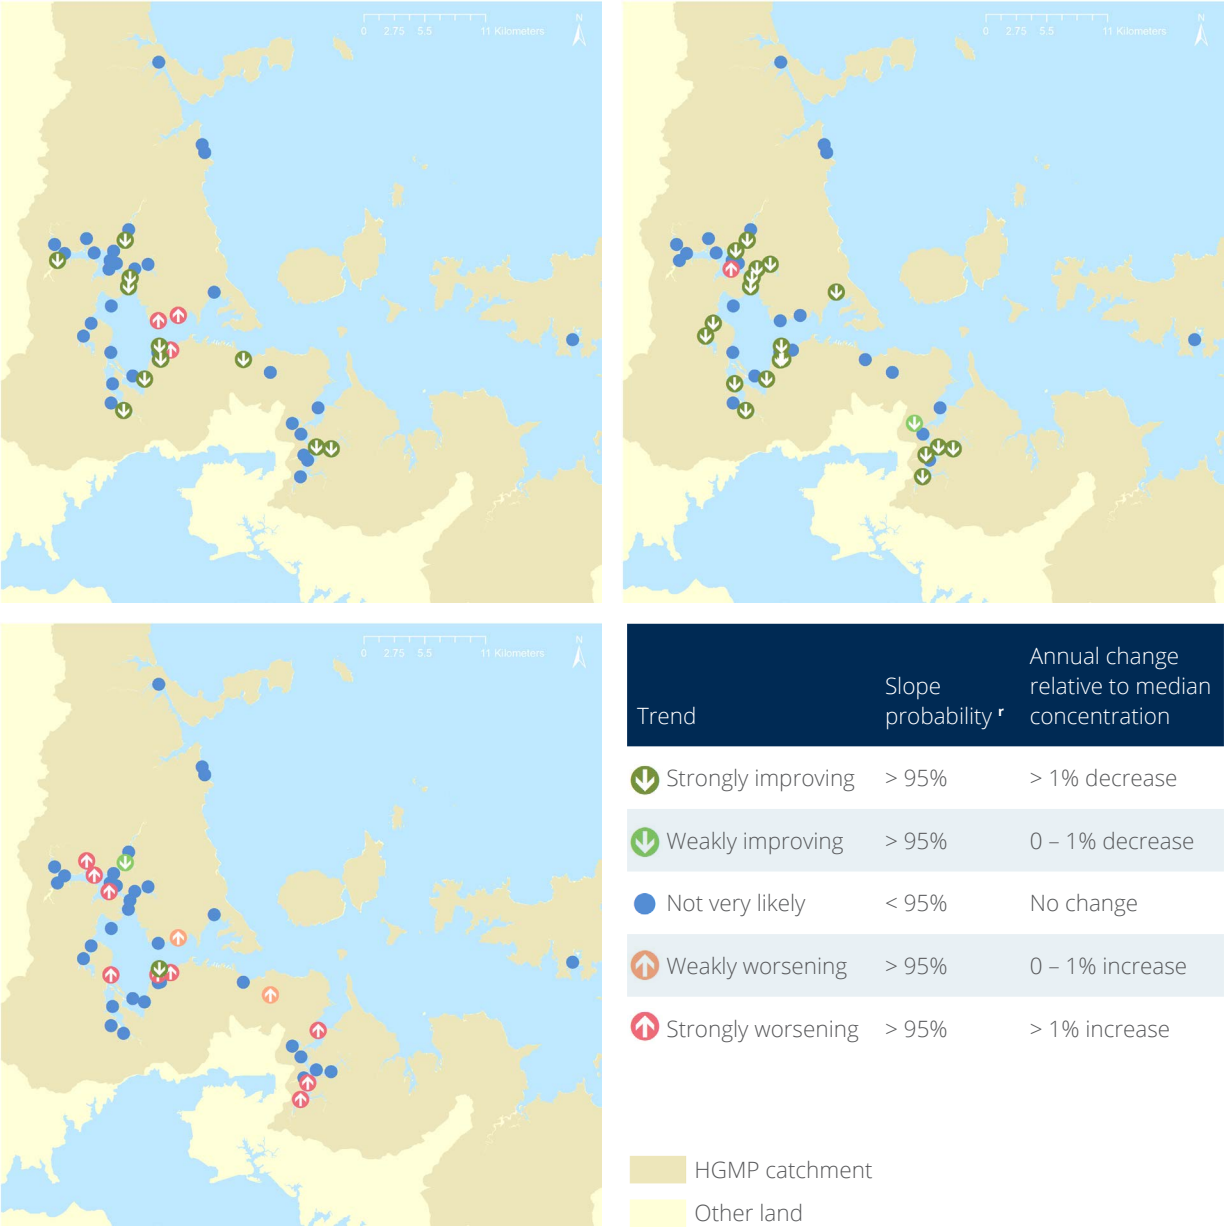 N
0 2.75 5.5 11 Kilometers
N
0 2.75 5.5 11 Kilometers
N
0 2.75 5.5 11 Kilometers
Trend
Slope
probability r
Annual change
relative to median
concentration
Strongly improving > 95% > 1% decrease
Weakly improving > 95% 0 – 1% decrease
Not very likely < 95% No change
Weakly worsening > 95% 0 – 1% increase
Strongly worsening > 95% > 1% increase
HGMP catchment
Other land